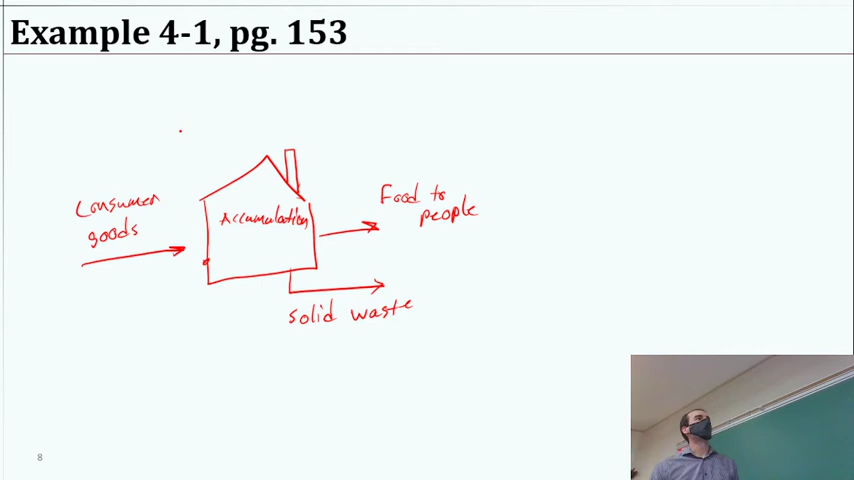 Example 4-1, pg. 153
Consumer
goods
Accumulation
Food to
people
solid waste
8